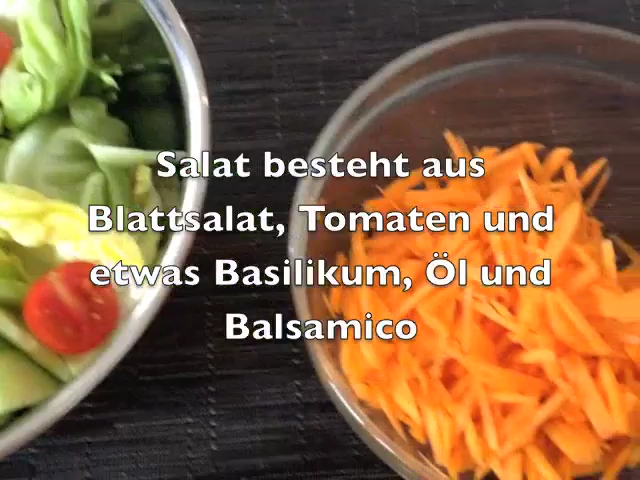 Salat besteht aus
Blattsalat, Tomaten und
etwas Basilikum, Öl und
Balsamico